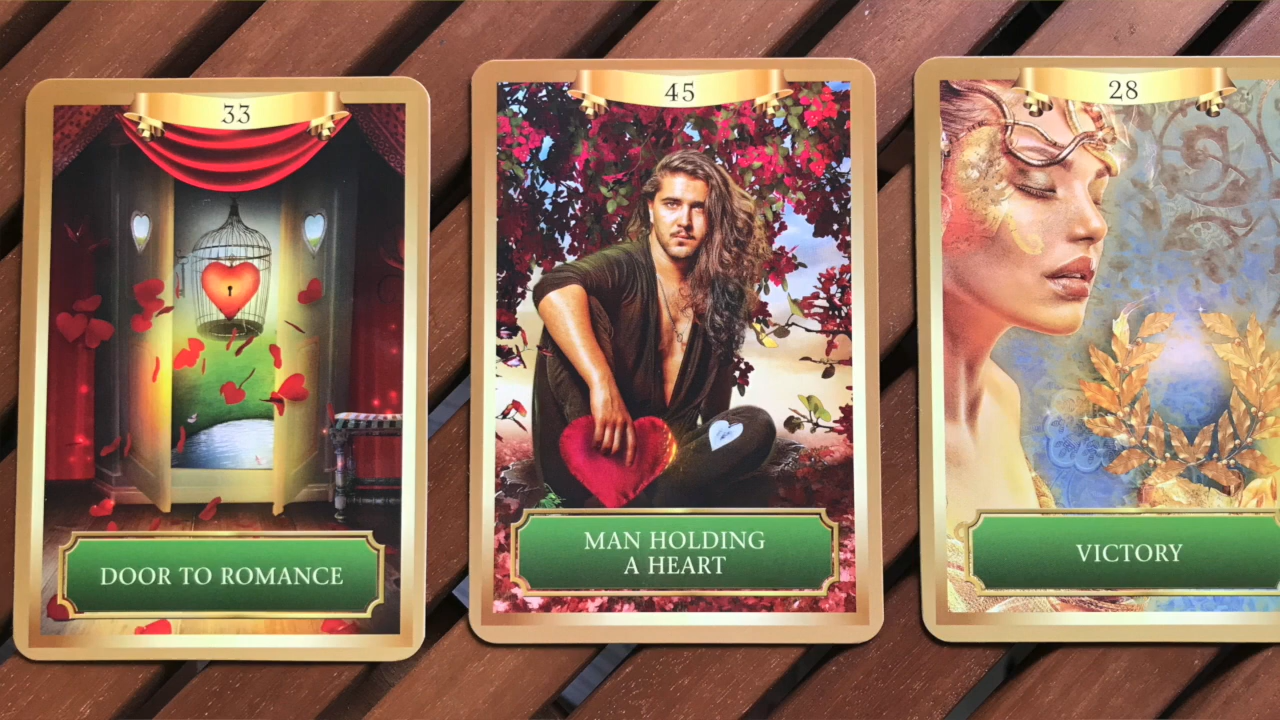 33
DOOR TO ROMANCE
45
MAN HOLDING
A HEART
28
VICTORY